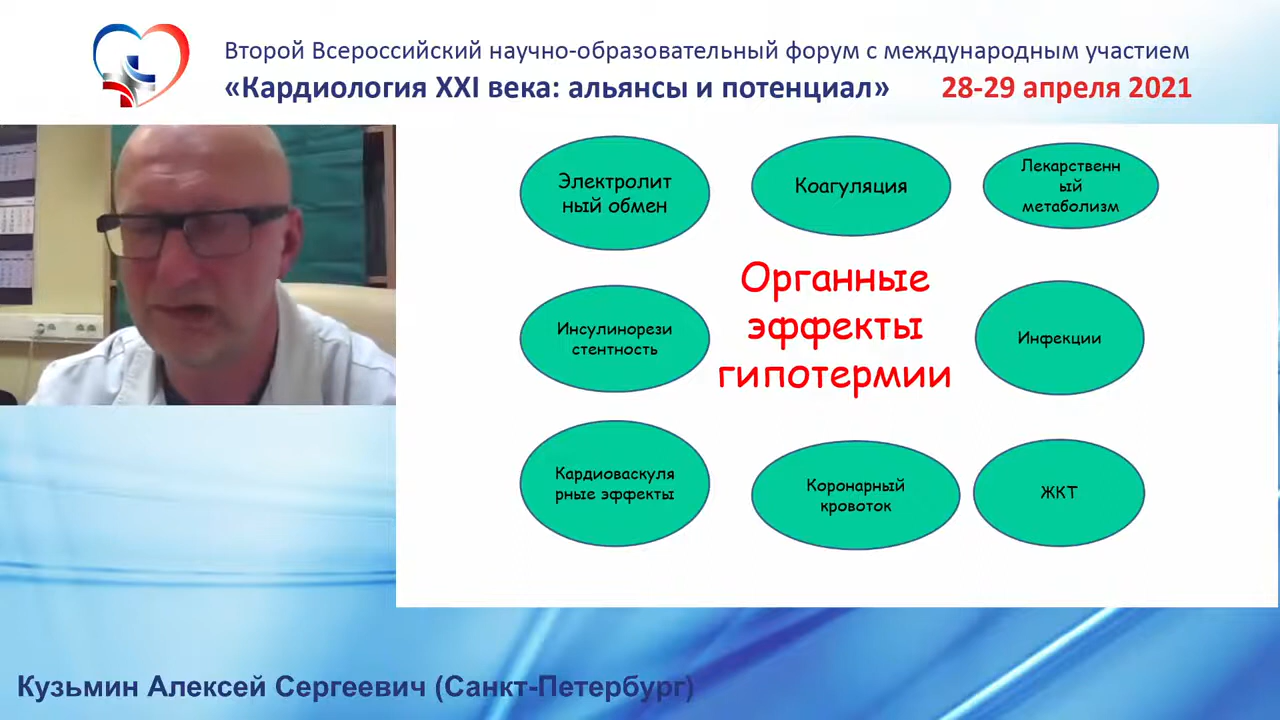 Второй Всероссийский научно-образовательный форум с международным участием
«Кардиология XXI века: альянсы и потенциал» 28-29 апреля 2021
Электролит
ный обмен
Коагуляция
Лекарственн
ый
метаболизм
Органные
эффекты
гипотермии
Инсулинорези
стентность
Инфекции
Кардиоваскуля
рные эффекты
Коронарный
кровоток
ЖКТ
Кузьмин Алексей Сергеевич (Санкт-Петербург)